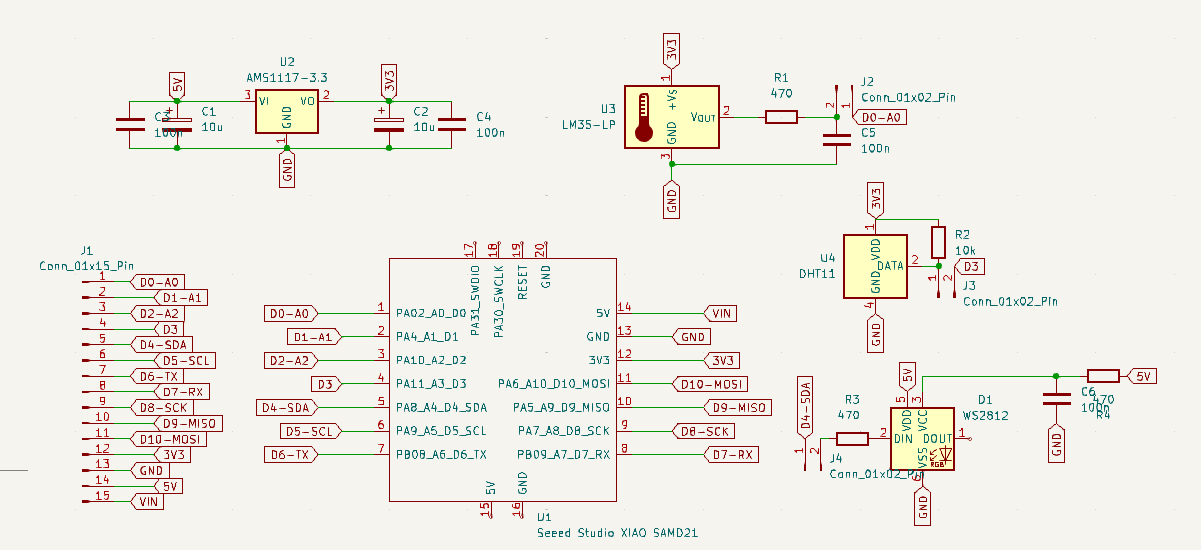 U2
AMS1117-3.3
5V
3V3
3 VI VO 2
GND
1
GND
C3
100n
C1
10u
C2
10u
C4
100n
3V3
1
U3
LM35-LP
+Vs
VOUT 2
GND
3
GND
R1
470
J2
Conn_01x02_Pin
2 1
D0-A0
C5
100n
3V3
1
U4
DHT11
VDD
DATA 2
GND
4
GND
R2
10k
D3
1 2
J3
Conn_01x02_Pin
J1
Conn_01x15_Pin
1 D0-A0
2 D1-A1
3 D2-A2
4 D3
5 D4-SDA
6 D5-SCL
7 D6-TX
8 D7-RX
9 D8-SCK
10 D9-MISO
11 D10-MOSI
12 3V3
13 GND
14 5V
15 VIN
17 18 19 20
PA31_SWDIO
PA30_SWCLK
RESET
GND
D0-A0 1 PA02_A0_D0
D1-A1 2 PA4_A1_D1
D2-A2 3 PA10_A2_D2
D3 4 PA11_A3_D3
D4-SDA 5 PA8_A4_D4_SDA
D5-SCL 6 PA9_A5_D5_SCL
D6-TX 7 PB08_A6_D6_TX
5V 14 VIN
GND 13 GND
3V3 12 3V3
PA6_A10_D10_MOSI 11 D10-MOSI
PA5_A9_D9_MISO 10 D9-MISO
PA7_A8_D8_SCK 9 D8-SCK
PB09_A7_D7_RX 8 D7-RX
5V
GND
15 16
U1
Seeed Studio XIAO SAMD21
D4-SDA
1 2
J4
Conn_01x02_Pin
R3
470
5V
5 3
VDD
VCC
2 DIN DOUT 1
VSS
RGB
6
GND
D1
WS2812
C6
100n
GND
470
R4
5V